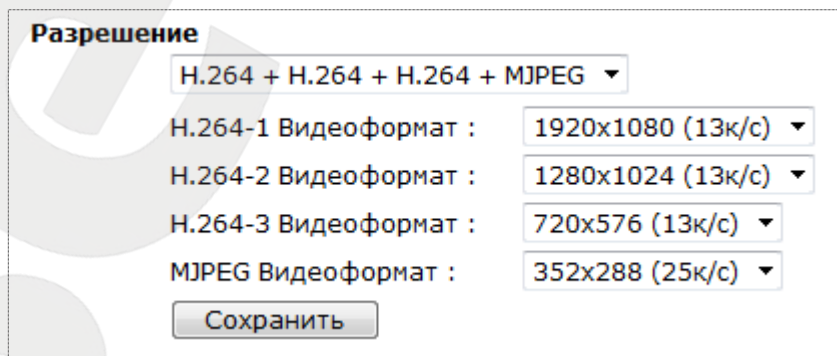 Разрешение
H.264 + H.264 + H.264 + MJPEG
H.264-1 Видеоформат : 1920x1080 (13к/с)
H.264-2 Видеоформат : 1280x1024 (13к/с)
H.264-3 Видеоформат : 720x576 (13к/с)
MJPEG Видеоформат : 352x288 (25к/с)
Сохранить